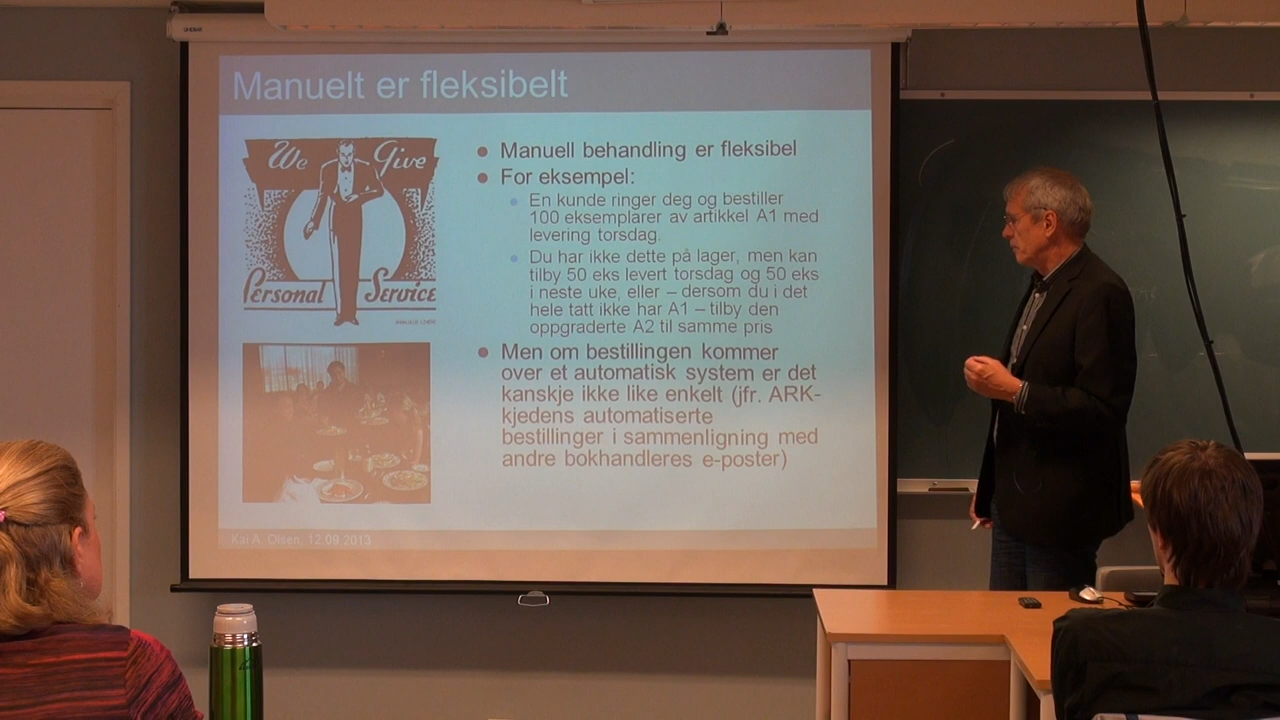 Manuelt er fleksibelt
We Give
Personal Service
Manuell behandling er fleksibel
For eksempel:
En kunde ringer deg og bestiller
100 eksemplarer av artikkel A1 med
levering torsdag.
Du har ikke dette på lager, men kan
tilby 50 eks levert torsdag og 50 eks
i neste uke, eller – dersom du i det
hele tatt ikke har A1 – tilby den
oppgraderte A2 til samme pris
Men om bestillingen kommer
over et automatisk system er det
kanskje ikke like enkelt (jfr. ARK-
kjedens automatiserte
bestillinger i sammenligning med
andre bokhandleres e-poster)
Kai A. Olsen, 12.09.2013